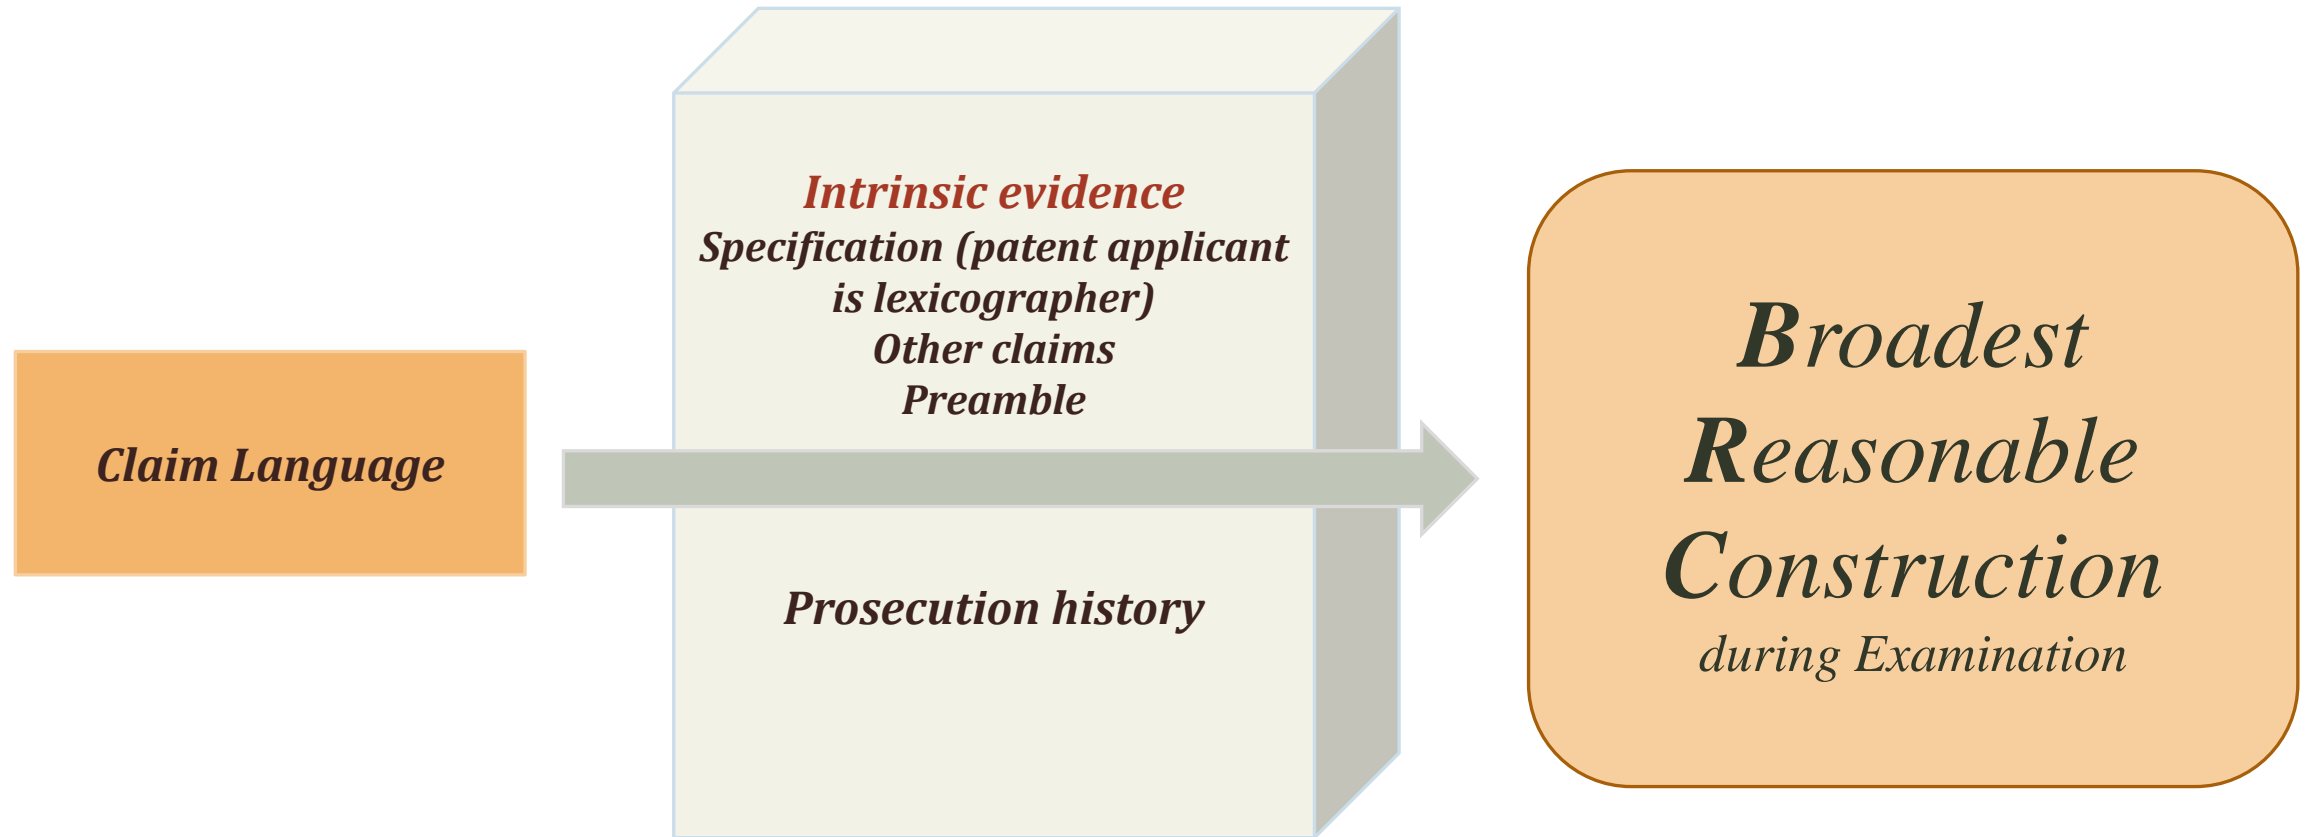 Claim Language
Intrinsic evidence
Specification (patent applicant
is lexicographer)
Other claims
Preamble
Prosecution history
Broadest
Reasonable
Construction
during Examination